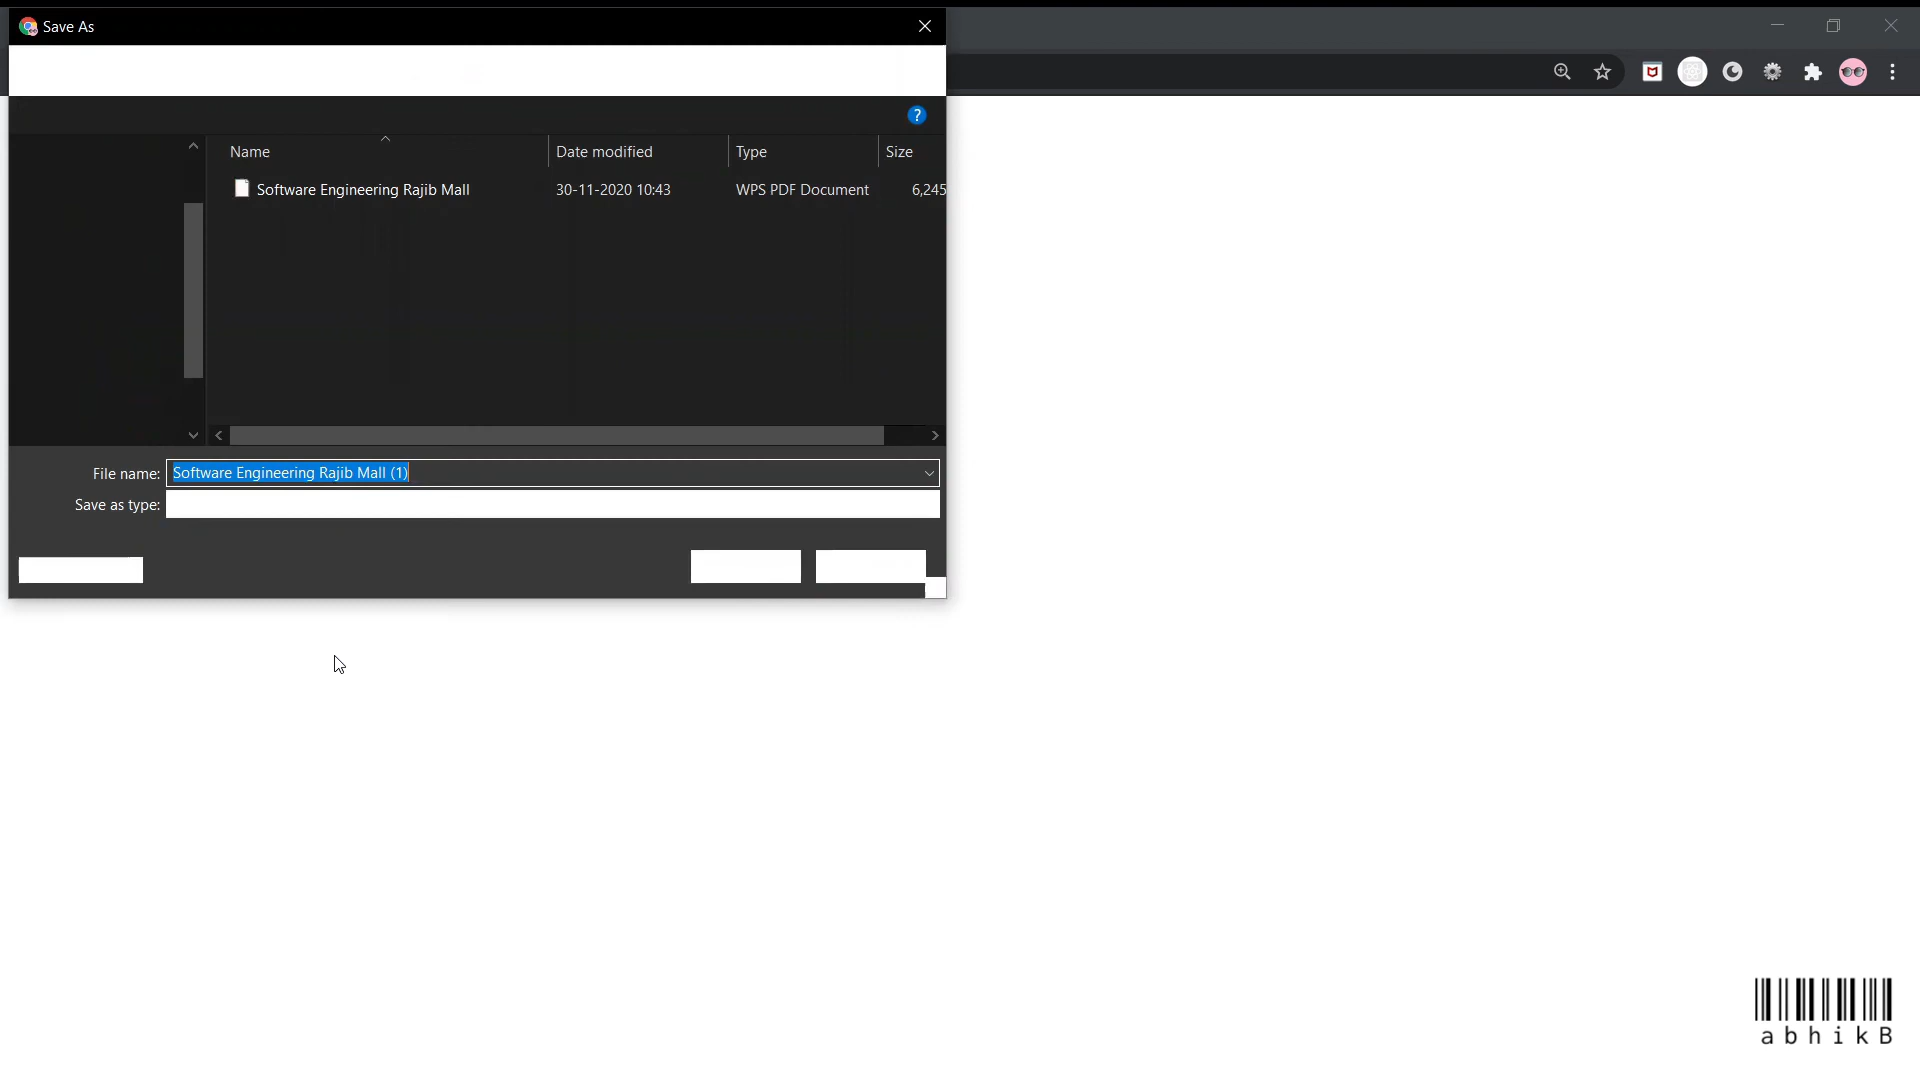 Save As
?
Name
Date modified
Type
Size
Software Engineering Rajib Mall
30-11-2020 10:43
WPS PDF Document
6,245
File name:
Software Engineering Rajib Mall (1)
Save as type:
abhikB